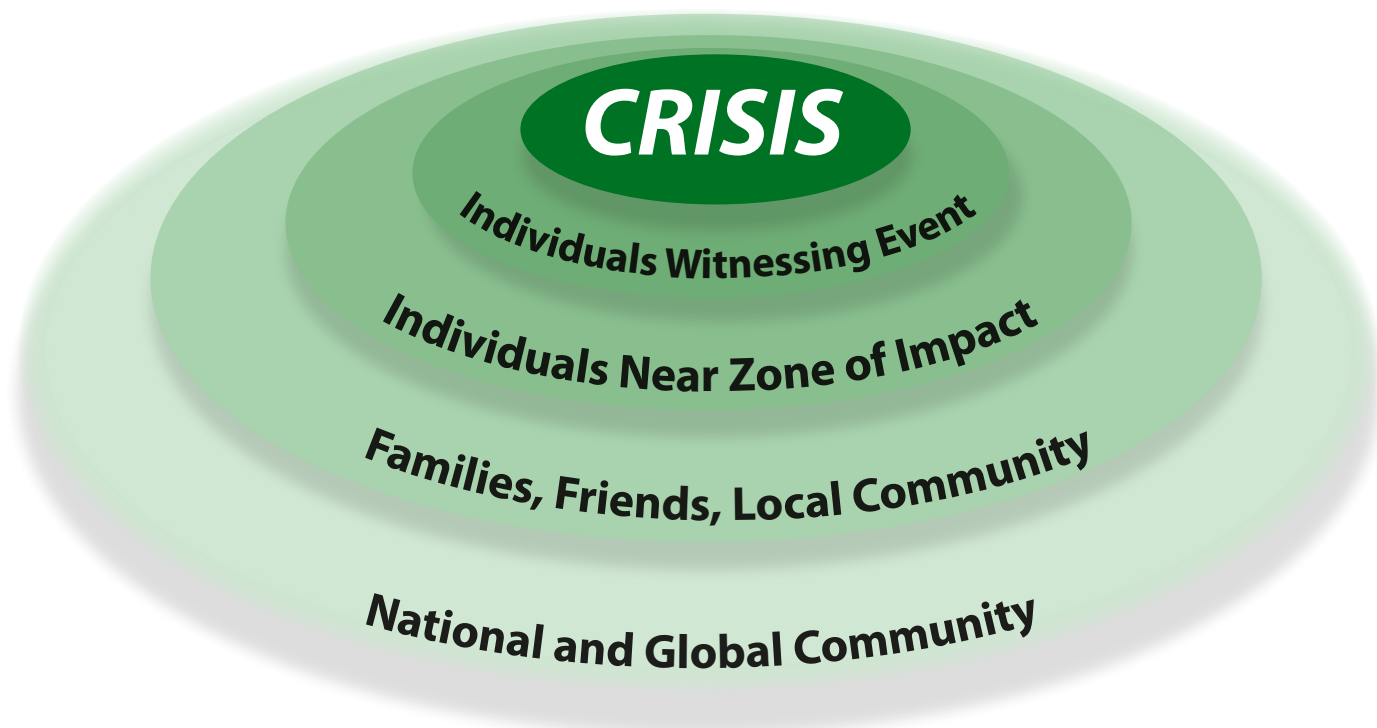 CRISIS
Individuals Witnessing Event
Individuals Near Zone of Impact
Families, Friends, Local Community
National and Global Community